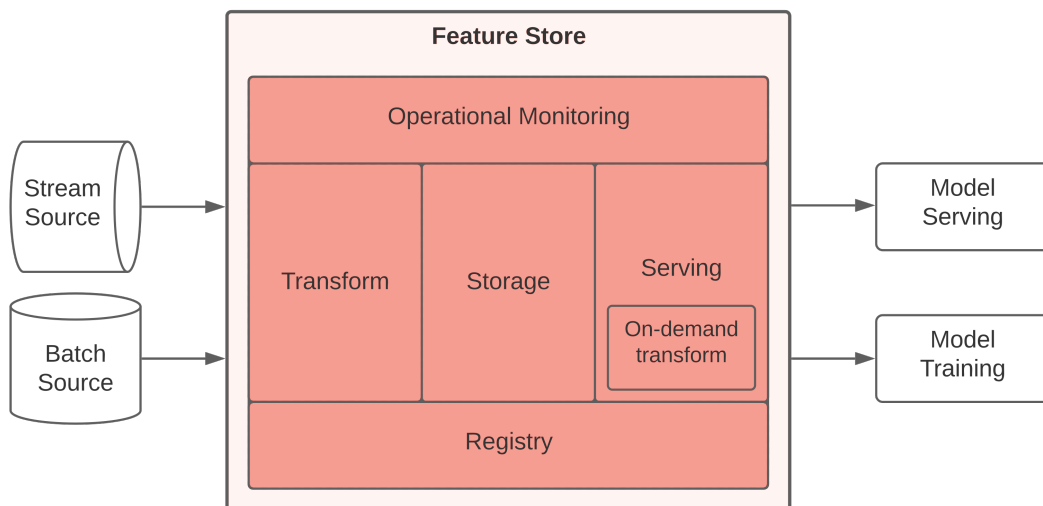 Feature Store
Operational Monitoring
Stream
Source
Batch
Source
Transform
Storage
Serving
On-demand
transform
Registry
Model
Serving
Model
Training